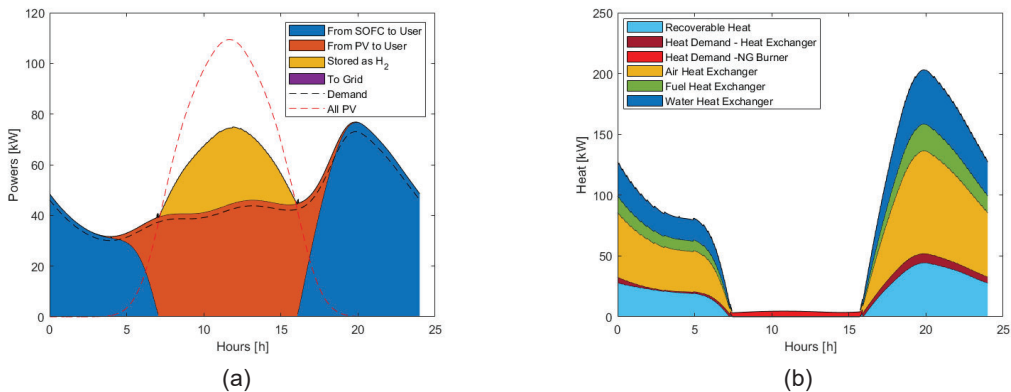 From SOFC to User
From PV to User
Stored as H2
To Grid
Demand
All PV
Powers [kW]
120
100
80
60
40
20
0
0 5 10 15 20 25
Hours [h]
(a)
Recoverable Heat
Heat Demand - Heat Exchanger
Heat Demand -NG Burner
Air Heat Exchanger
Fuel Heat Exchanger
Water Heat Exchanger
Heat [kW]
250
200
150
100
50
0
0 5 10 15 20 25
Hours [h]
(b)